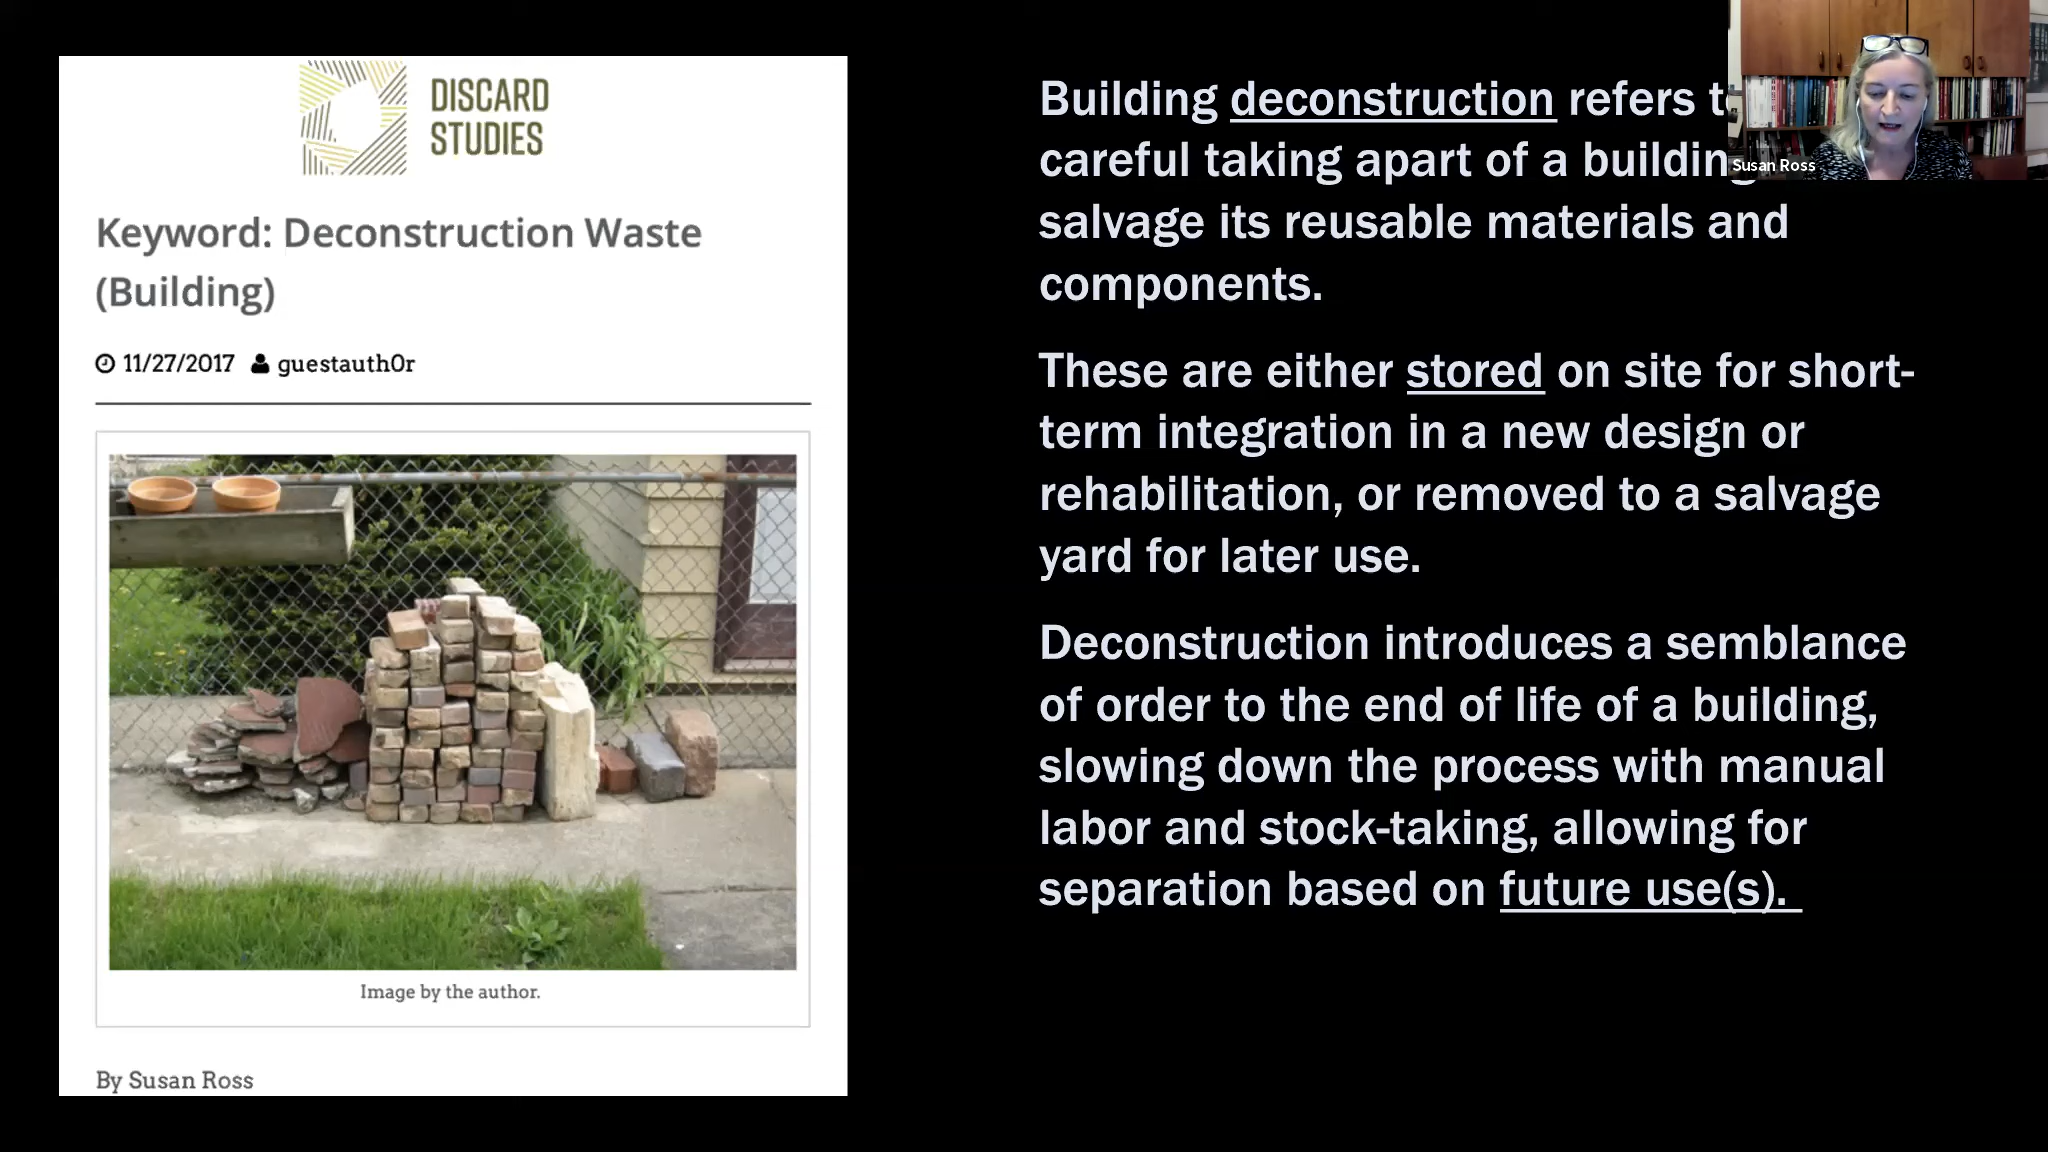 DISCARD
STUDIES
Keyword: Deconstruction Waste
(Building)
11/27/2017 guestauth0r
Image by the author.
By Susan Ross
Building deconstruction refers
careful taking apart of a building
salvage its reusable materials and
components.
These are either stored on site for short-
term integration in a new design or
rehabilitation, or removed to a salvage
yard for later use.
Deconstruction introduces a semblance
of order to the end of life of a building,
slowing down the process with manual
labor and stock-taking, allowing for
separation based on future use(s).
Susan Ross